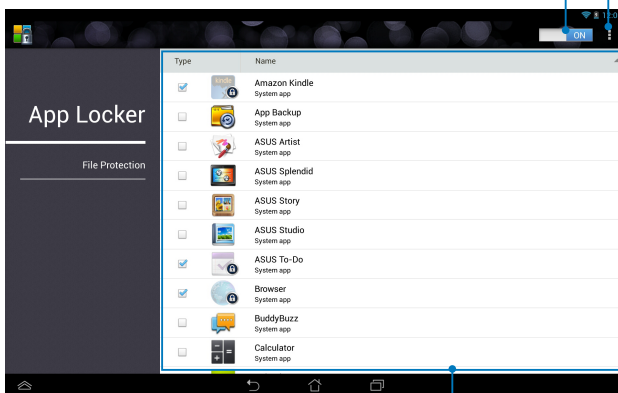 12:0
ON
Type Name
App Locker
File Protection
Amazon Kindle
System app
App Backup
System app
ASUS Artist
System app
ASUS Splendid
System app
ASUS Story
System app
ASUS Studio
System app
ASUS To-Do
System app
Browser
System app
BuddyBuzz
System app
Calculator
System app